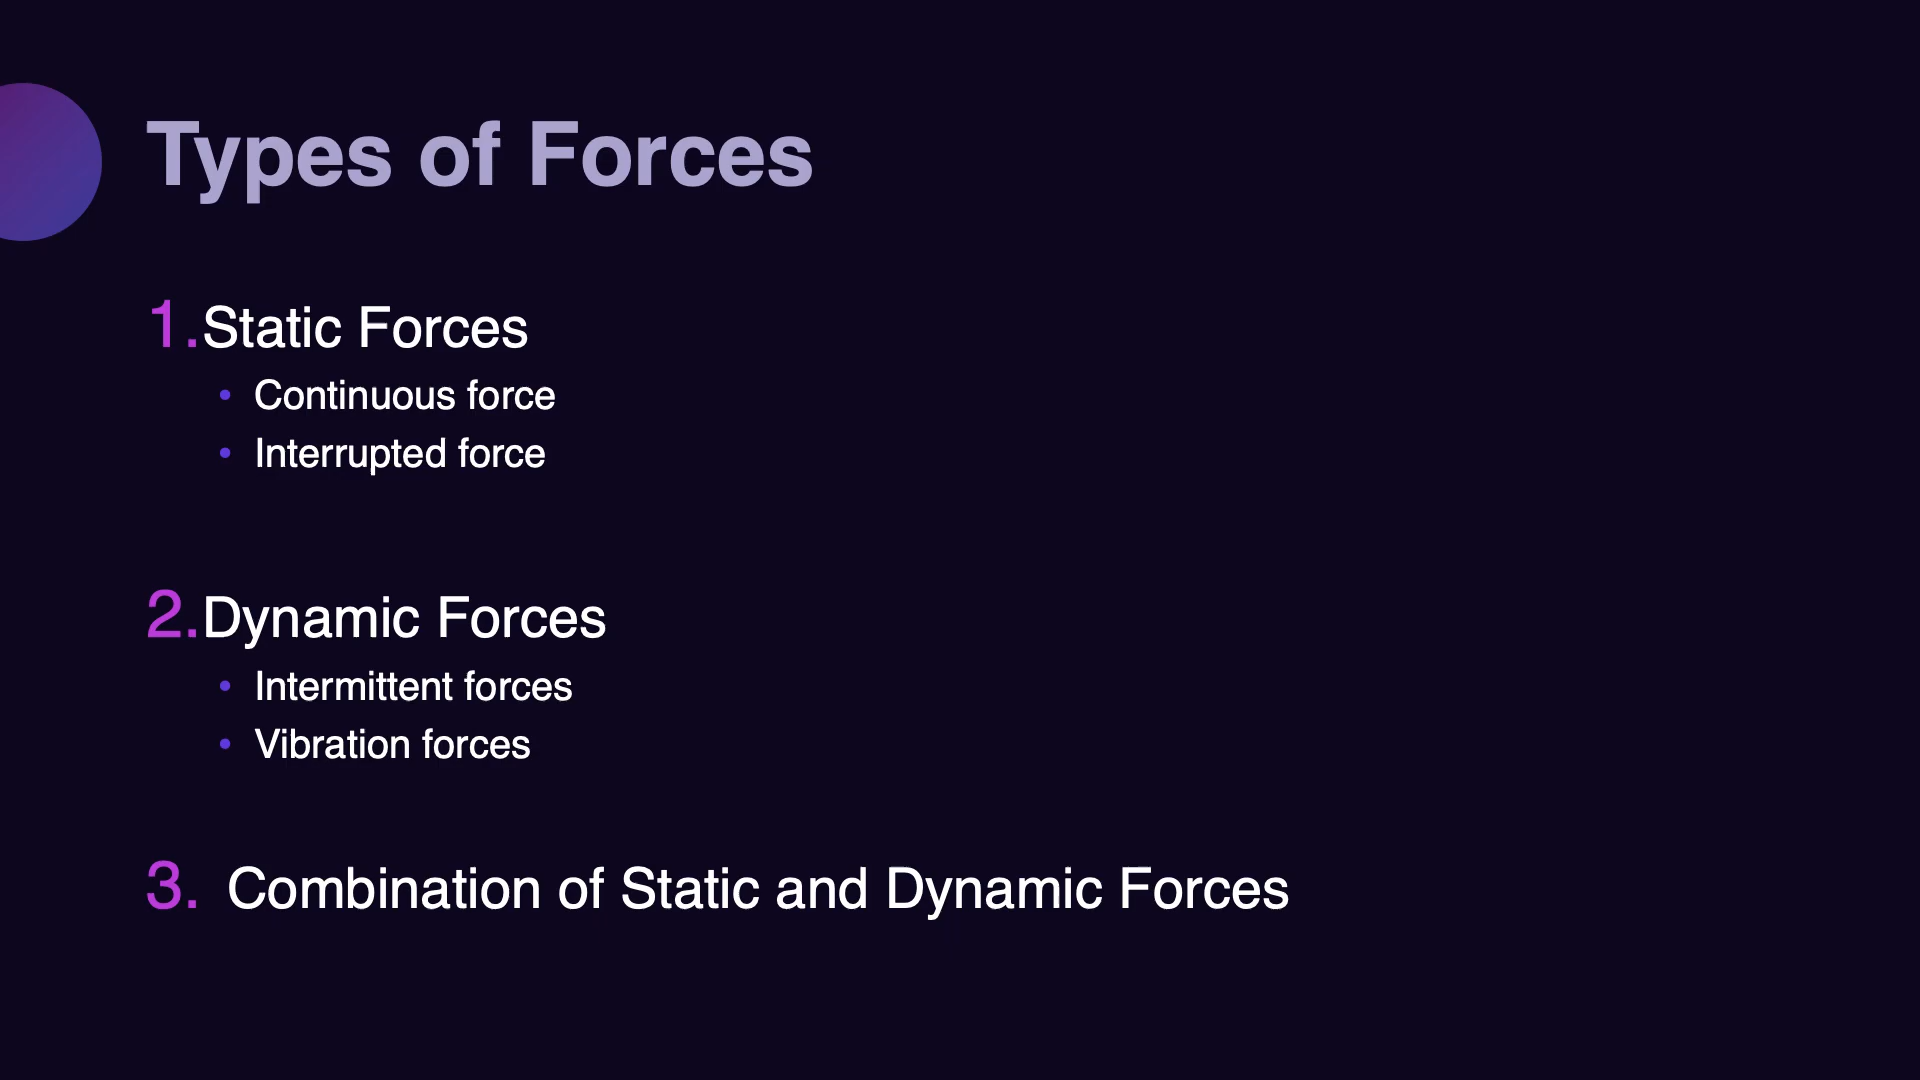 Types of Forces
1.Static Forces
• Continuous force
• Interrupted force
2.Dynamic Forces
• Intermittent forces
• Vibration forces
3. Combination of Static and Dynamic Forces